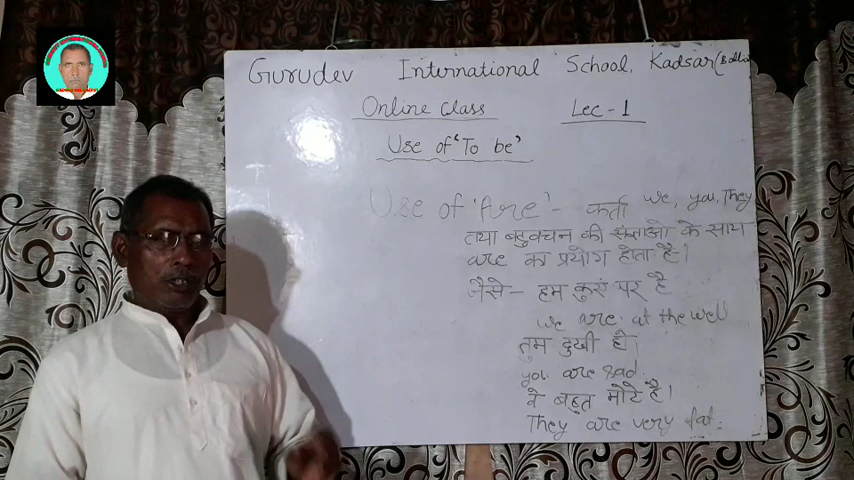 Gurudev International School, Kadsar (Ballia
Online Class Lec - 1
Use of 'To be'
Use of 'Are' - कर्ता we, you, They
तथा बहुवचन की संज्ञाओ के साथ
are का प्रयोग होता है।
जैसे - हम कुएं पर है
we are at the well
तुम दुखी हो
you are sad.
वे बहुत मोटे है।
They are very fat.